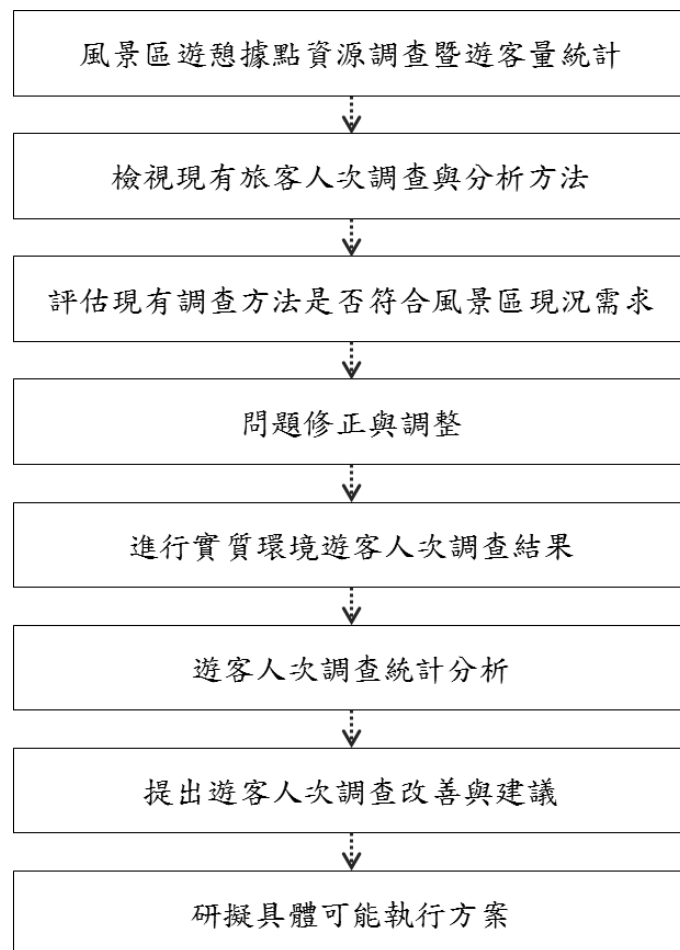 風景區遊憩據點資源調查暨遊客量統計
檢視現有旅客人次調查與分析方法
評估現有調查方法是否符合風景區現況需求
問題修正與調整
進行實質環境遊客人次調查結果
遊客人次調查統計分析
提出遊客人次調查改善與建議
研擬具體可能執行方案